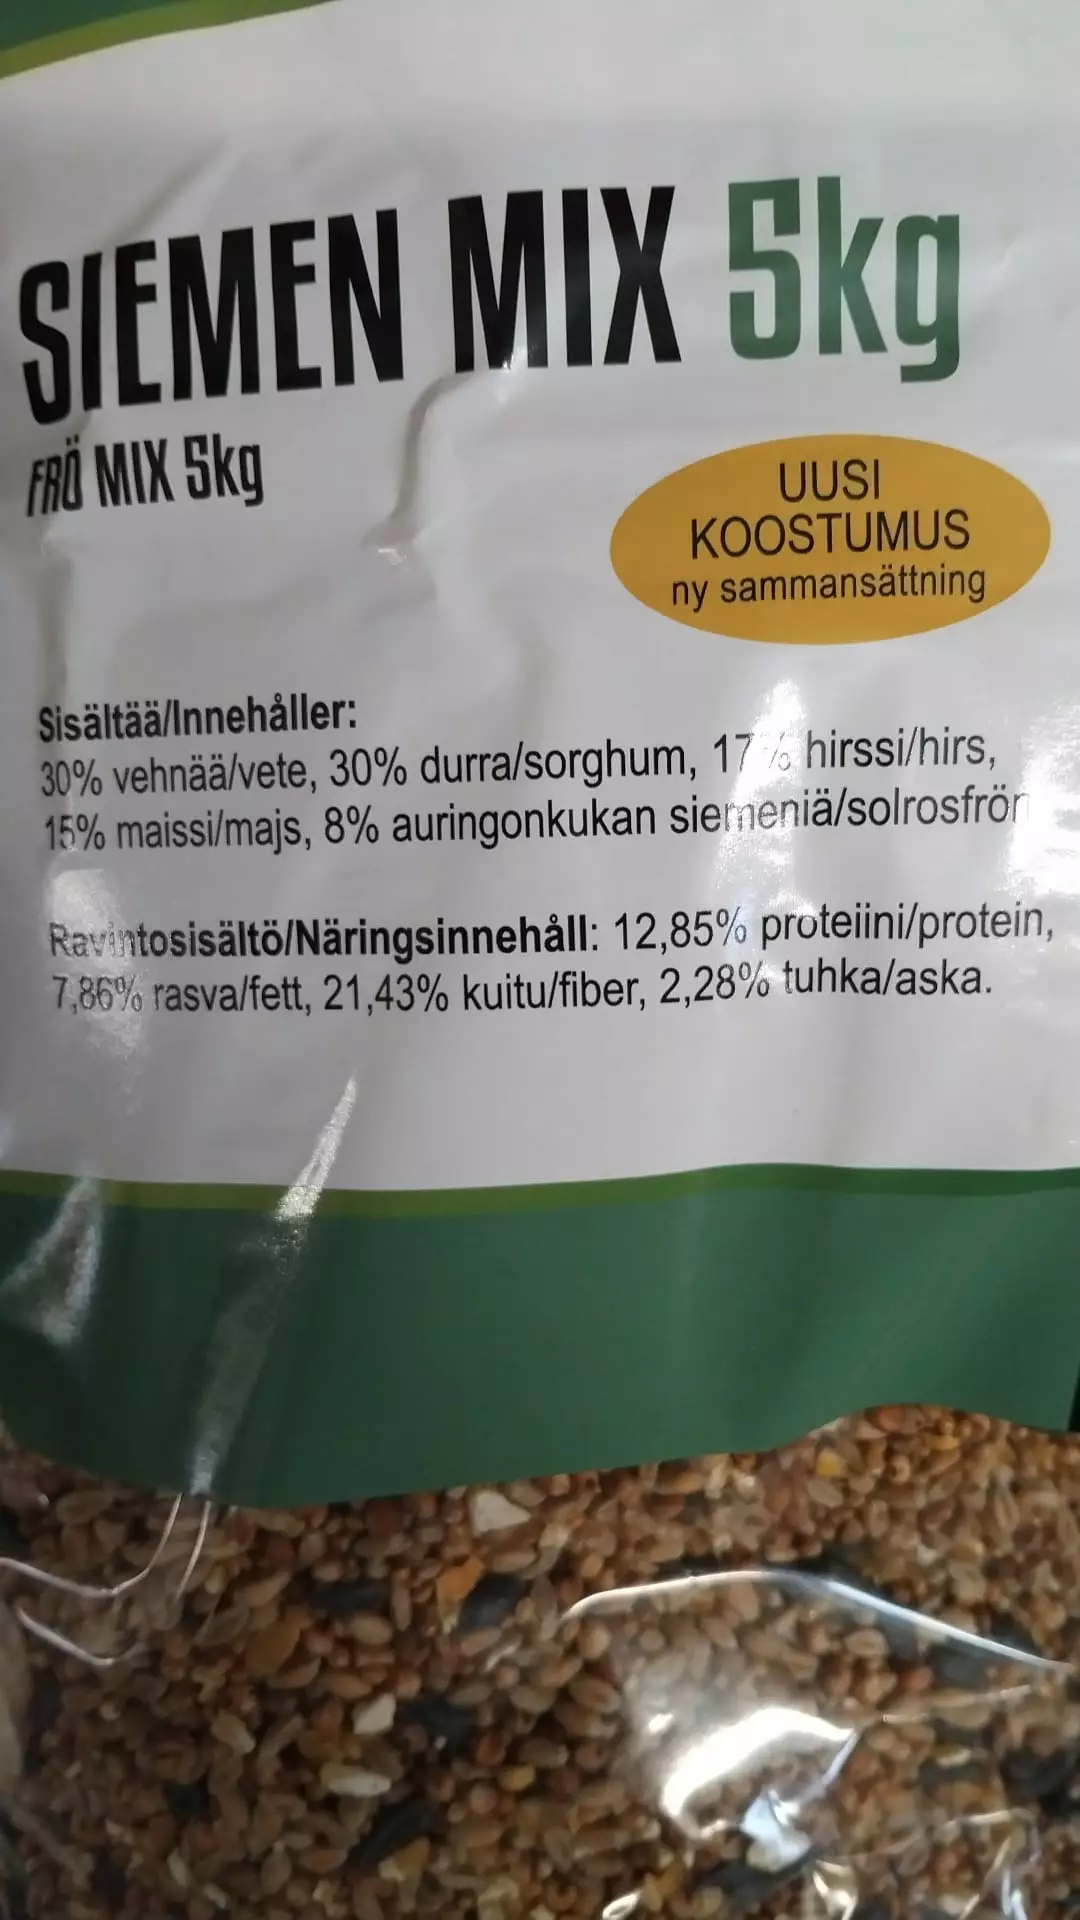 SIEMEN MIX 5kg
FRÖ MIX 5kg
UUSI
KOOSTUMUS
ny sammansättning
Sisältää/Innehåller:
30% vehnää/vete, 30% durra/sorghum, 17% hirssi/hirs,
15% maissi/majs, 8% auringonkukan siemeniä/solrosfrön
Ravintosisältö/Näringsinnehåll: 12,85% proteiini/protein,
7,86% rasva/fett, 21,43% kuitu/fiber, 2,28% tuhka/aska.